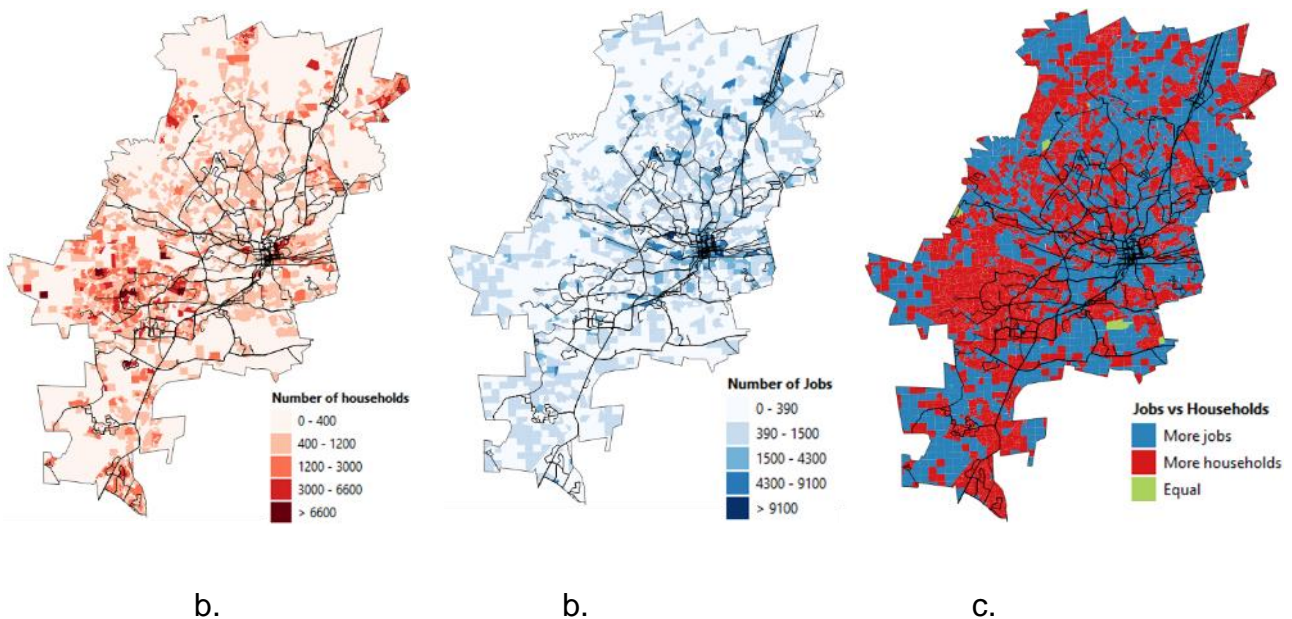 Number of households
0 - 400
400 - 1200
1200 - 3000
3000 - 6600
> 6600
Number of Jobs
0 - 390
390 - 1500
1500 - 4300
4300 - 9100
> 9100
Jobs vs Households
More jobs
More households
Equal
b.
b.
c.